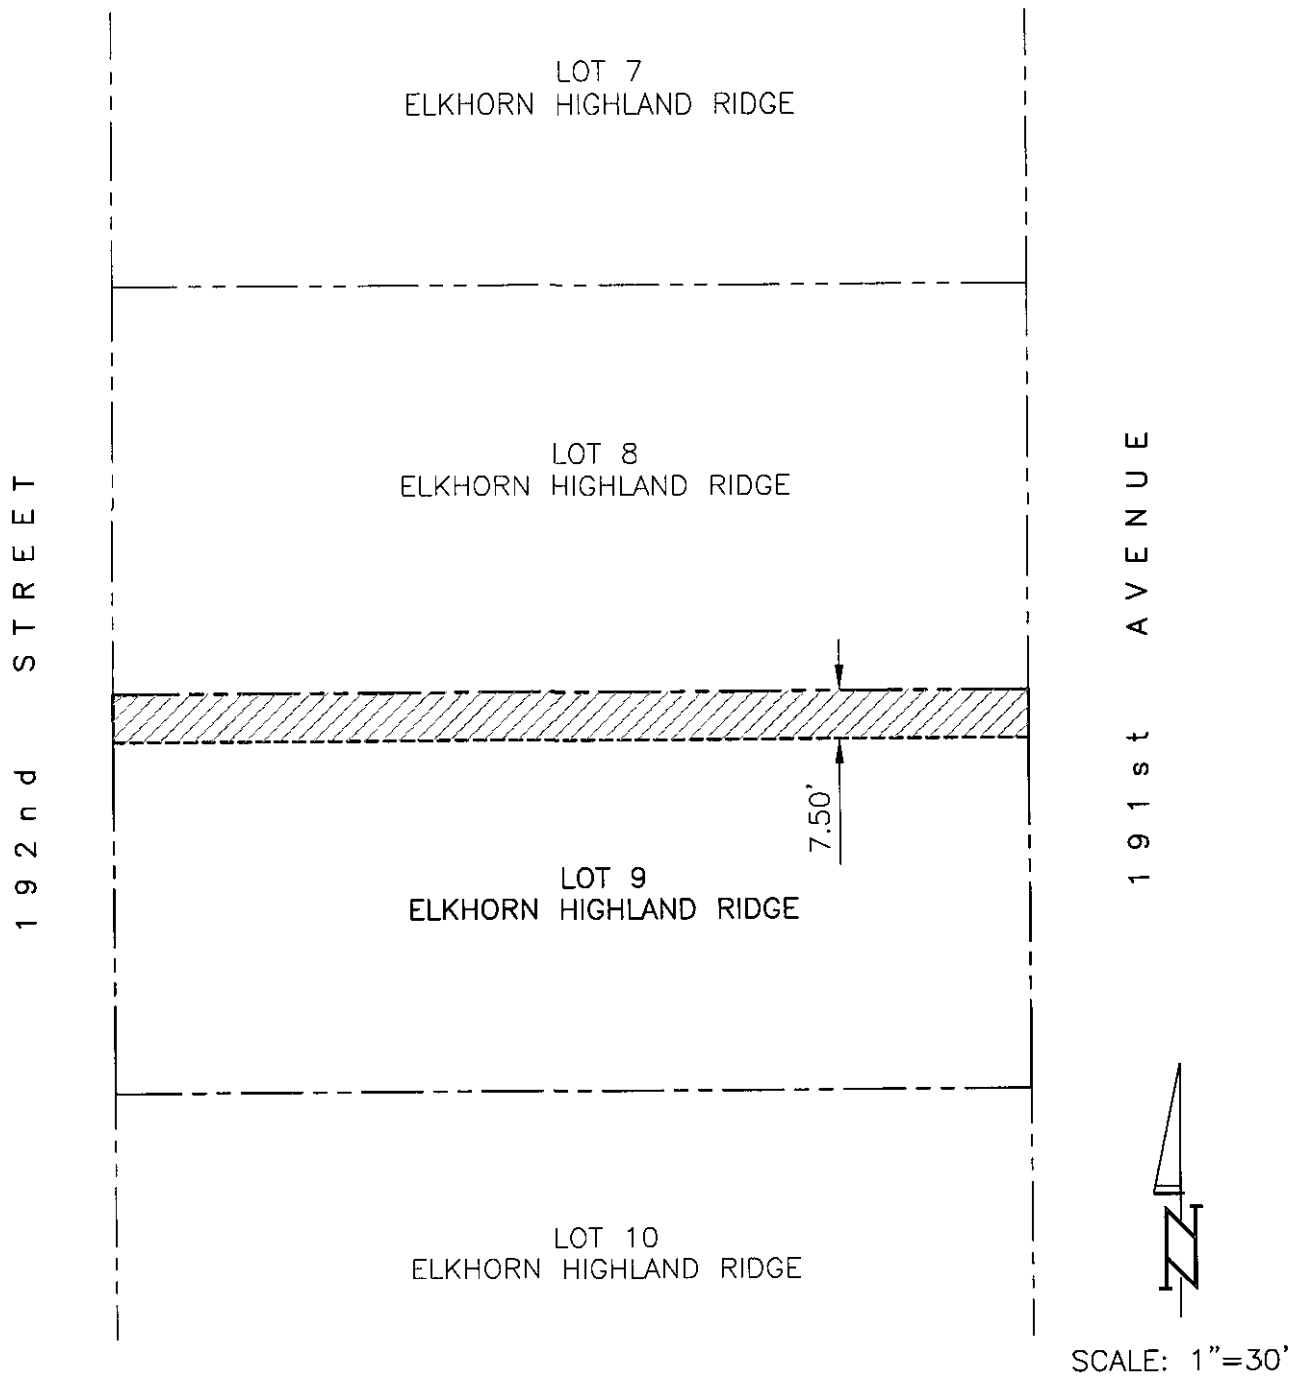 LOT 7
ELKHORN HIGHLAND RIDGE
LOT 8
ELKHORN HIGHLAND RIDGE
192nd STREET
191st AVENUE
7.50'
LOT 9
ELKHORN HIGHLAND RIDGE
LOT 10
ELKHORN HIGHLAND RIDGE
N
SCALE: 1"=30'